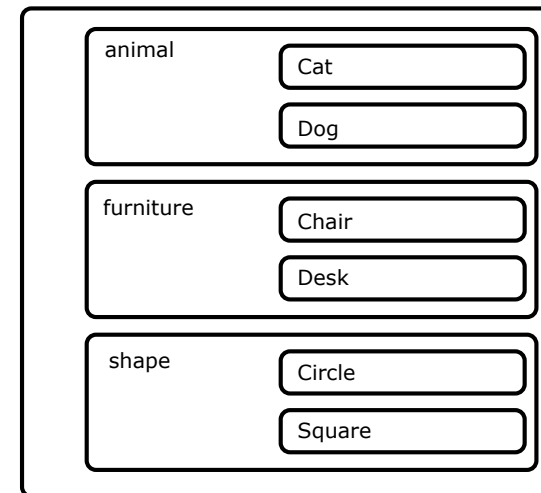 animal
Cat
Dog
furniture
Chair
Desk
shape
Circle
Square